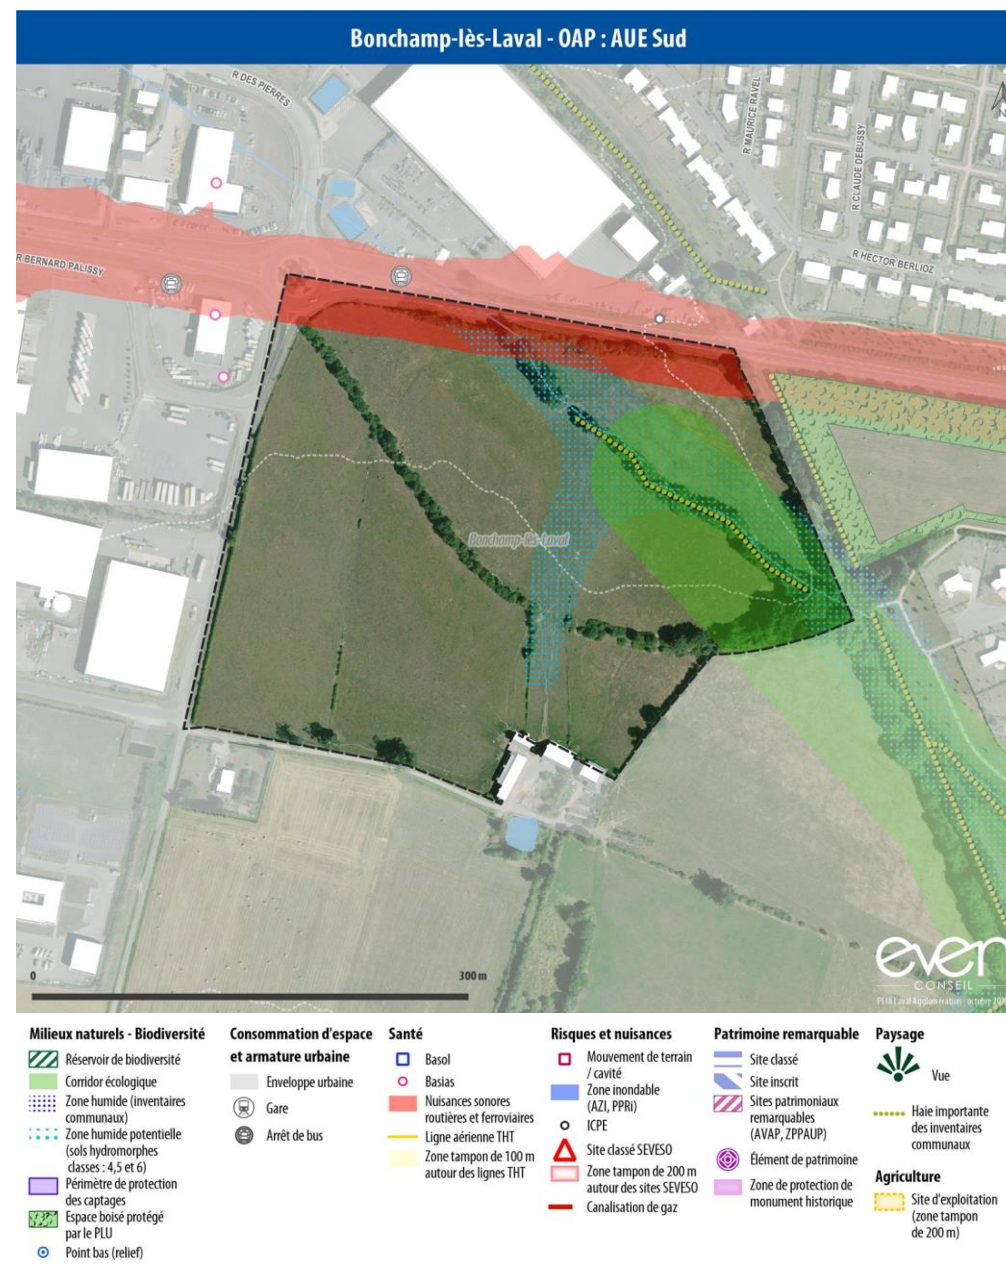 Bonchamp-lès-Laval - OAP : AUE Sud
R DES PIERRES
R MAURICE RAVEL
R CLAUDE DEBUSSY
R HECTOR BERLIOZ
R BERNARD PALISSY
Bonchamp-lès-Laval
0
300 m
even
CONSEIL
PLUi Laval Agglomération - octobre
Milieux naturels - Biodiversité
Réservoir de biodiversité
Corridor écologique
Zone humide (inventaires
communaux)
Zone humide potentielle
(sols hydromorphes
classes : 4,5 et 6)
Périmètre de protection
des captages
Espace boisé protégé
par le PLU
Point bas (relief)
Consommation d'espace
et armature urbaine
Enveloppe urbaine
Gare
Arrêt de bus
Santé
Basol
Basias
Nuisances sonores
routières et ferroviaires
Ligne aérienne THT
Zone tampon de 100 m
autour des lignes THT
Risques et nuisances
Mouvement de terrain
/ cavité
Zone inondable
(AZI, PPRi)
ICPE
Site classé SEVESO
Zone tampon de 200 m
autour des sites SEVESO
Canalisation de gaz
Patrimoine remarquable
Site classé
Site inscrit
Sites patrimoniaux
remarquables
(AVAP, ZPPAUP)
Élément de patrimoine
Zone de protection de
monument historique
Paysage
Vue
Haie importante
des inventaires
communaux
Agriculture
Site d'exploitation
(zone tampon
de 200 m)